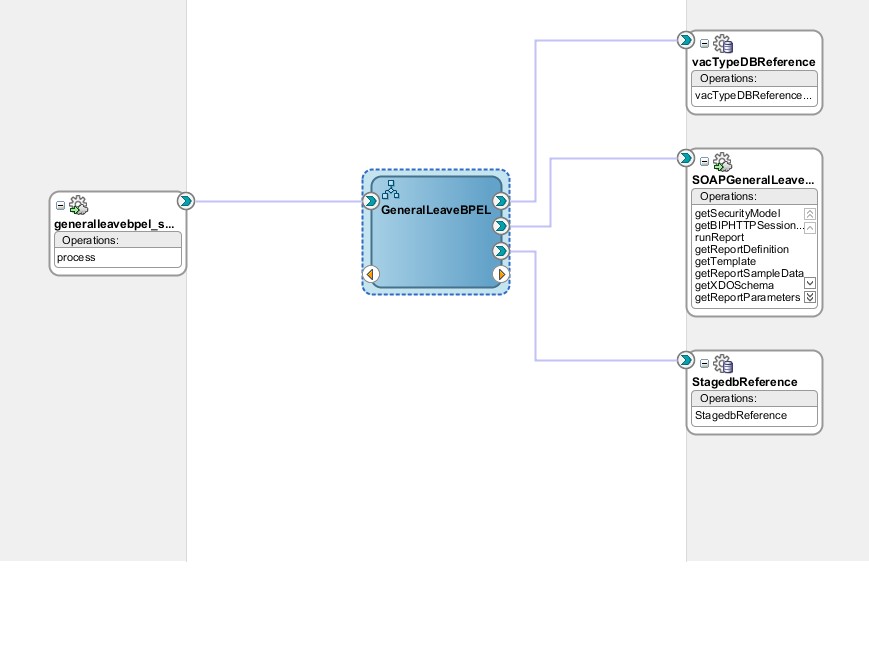 vacTypeDBReference
Operations:
vacTypeDBReference...
SOAPGeneralLeave...
Operations:
getSecurityModel
getBIPHTTPSession...
runReport
getReportDefinition
getTemplate
getReportSampleData
getXDOSchema
getReportParameters
generalleavebpel_s...
Operations:
process
GeneralLeaveBPEL
StagedbReference
Operations:
StagedbReference